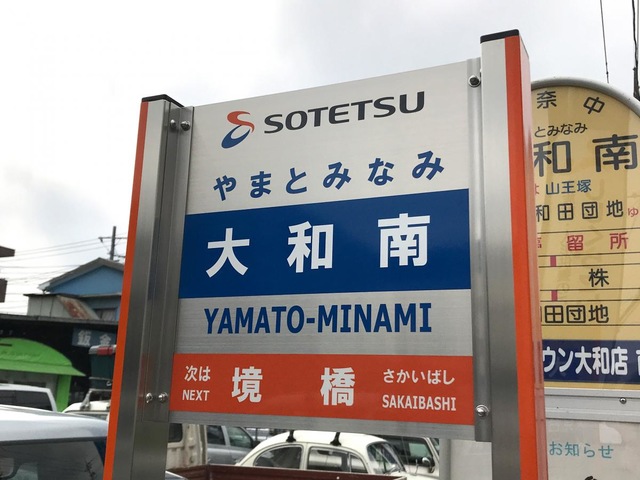 SOTETSU
やまとみなみ
大和南
YAMATO-MINAMI
次は 境橋 さかいばし
NEXT SAKAIBASHI
奈中
とみなみ
和南
山王塚
和田団地
停留所
株
田団地
ウン大和店
お知らせ